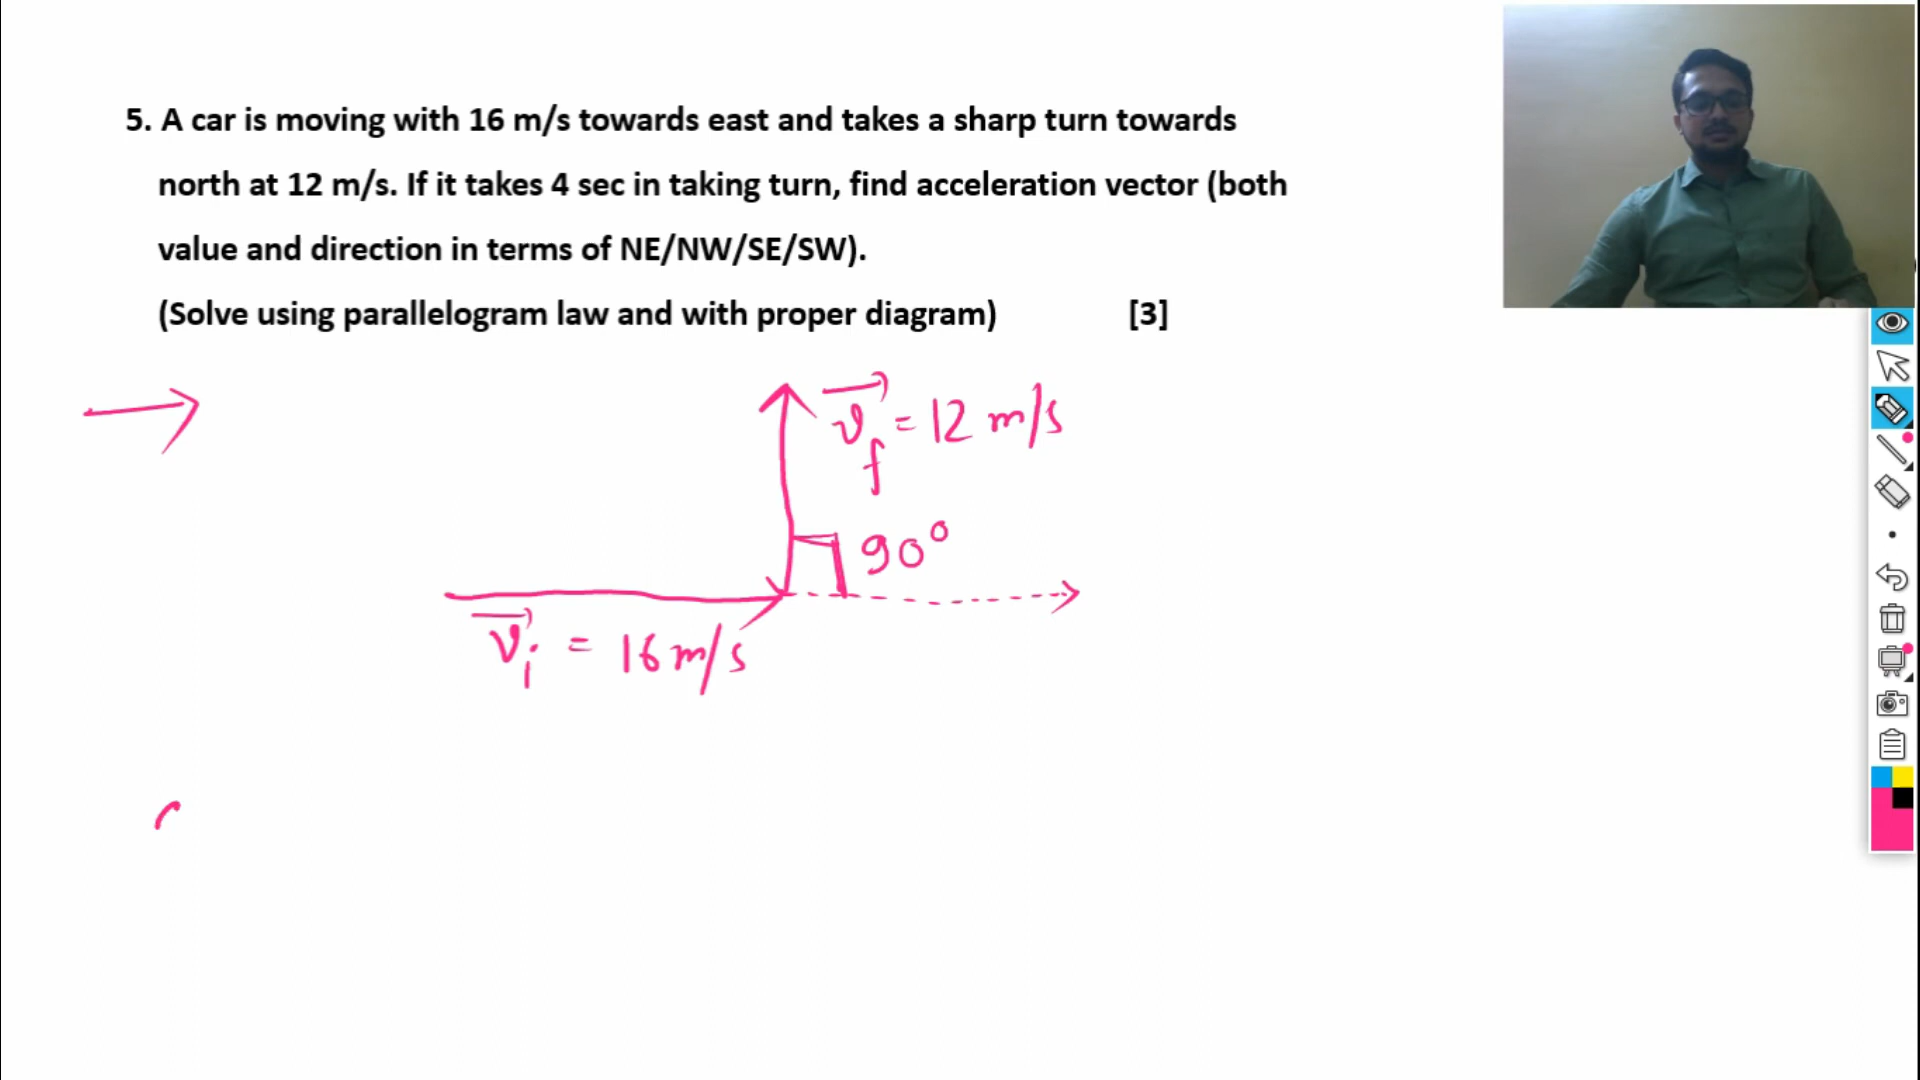 5. A car is moving with 16 m/s towards east and takes a sharp turn towards
north at 12 m/s. If it takes 4 sec in taking turn, find acceleration vector (both
value and direction in terms of NE/NW/SE/SW).
(Solve using parallelogram law and with proper diagram) [3]
v⃗_f = 12 m/s
90°
v⃗_i = 16 m/s